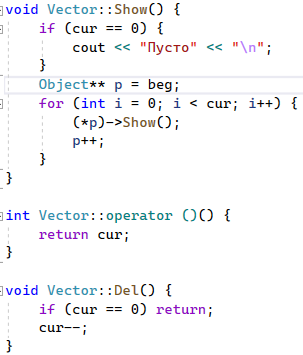 void Vector::Show() {
    if (cur == 0) {
        cout << "Пусто" << "\n";
    }
    Object** p = beg;
    for (int i = 0; i < cur; i++) {
        (*p)->Show();
        p++;
    }
}

int Vector::operator ()() {
    return cur;
}

void Vector::Del() {
    if (cur == 0) return;
    cur--;
}